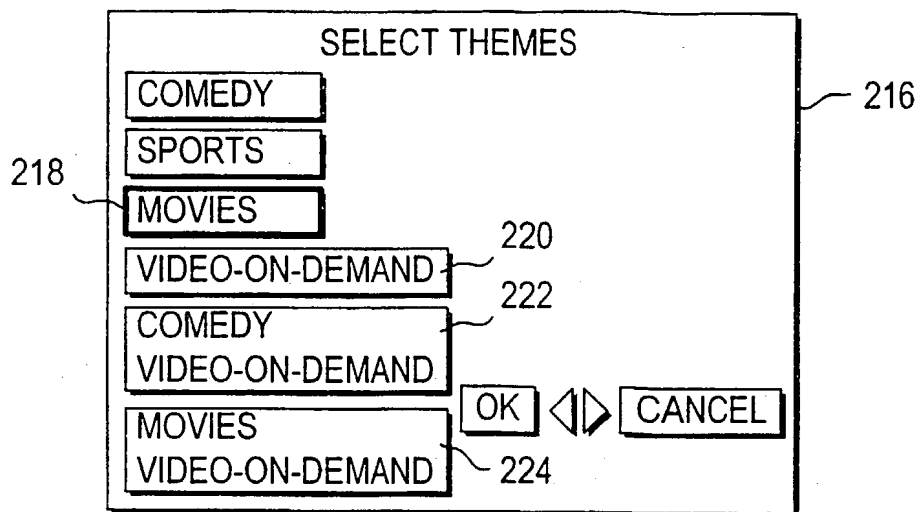 SELECT THEMES
COMEDY
216
SPORTS
218
MOVIES
220
VIDEO-ON-DEMAND
222
COMEDY
VIDEO-ON-DEMAND
OK
CANCEL
MOVIES
VIDEO-ON-DEMAND
224